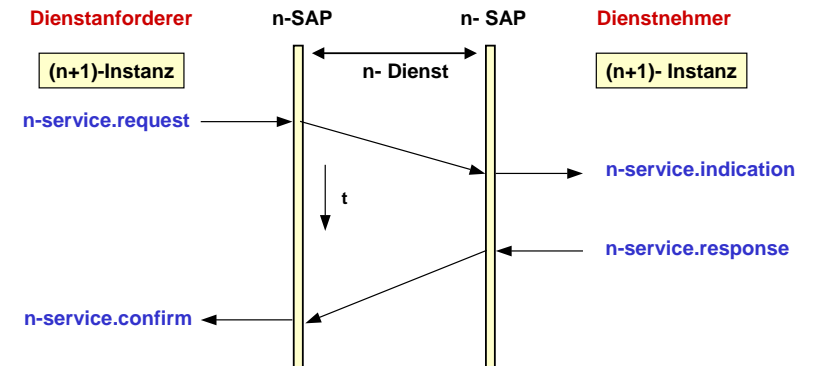 Dienstanforderer n-SAP n- SAP Dienstnehmer
(n+1)-Instanz n- Dienst (n+1)- Instanz
n-service.request
n-service.indication
t
n-service.response
n-service.confirm